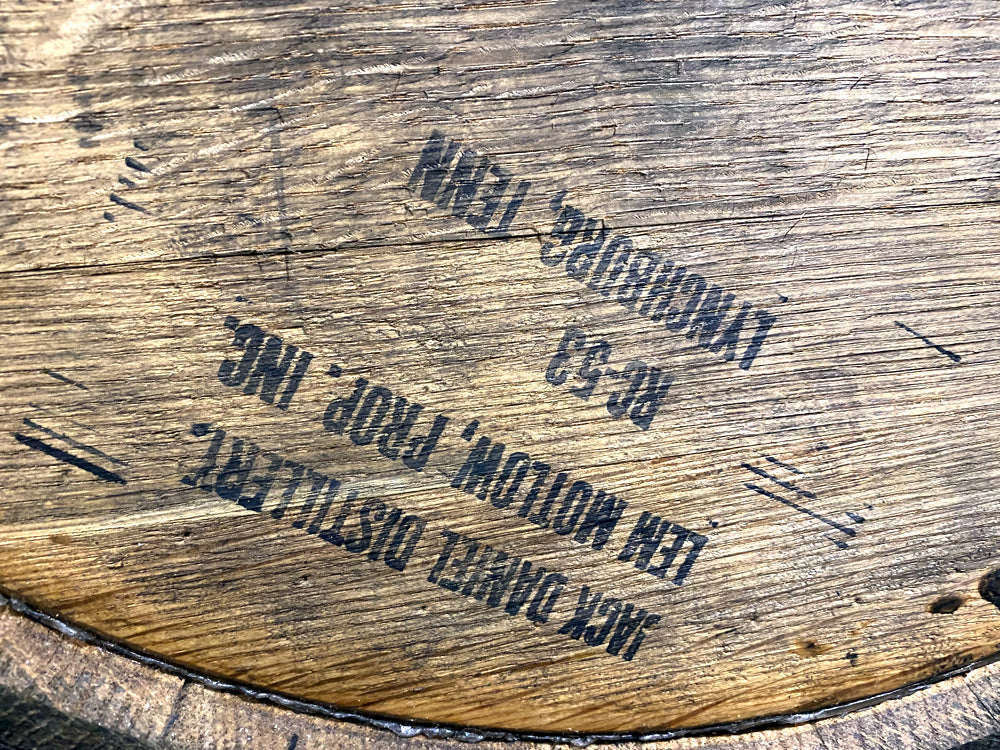 JACK DANIEL DISTILLERY.
LEM MOTLOW, PROP. INC.
RC-53
LYNCHBURG, TENN